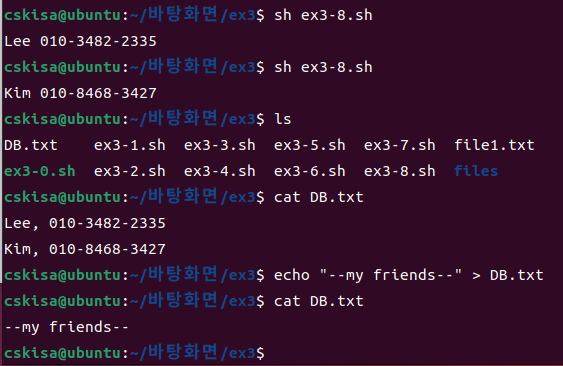 cskisa@ubuntu:~/바탕화면/ex3$ sh ex3-8.sh
Lee 010-3482-2335
cskisa@ubuntu:~/바탕화면/ex3$ sh ex3-8.sh
Kim 010-8468-3427
cskisa@ubuntu:~/바탕화면/ex3$ ls
DB.txt    ex3-1.sh  ex3-3.sh  ex3-5.sh  ex3-7.sh  file1.txt
ex3-0.sh  ex3-2.sh  ex3-4.sh  ex3-6.sh  ex3-8.sh  files
cskisa@ubuntu:~/바탕화면/ex3$ cat DB.txt
Lee, 010-3482-2335
Kim, 010-8468-3427
cskisa@ubuntu:~/바탕화면/ex3$ echo "--my friends--" > DB.txt
cskisa@ubuntu:~/바탕화면/ex3$ cat DB.txt
--my friends--
cskisa@ubuntu:~/바탕화면/ex3$